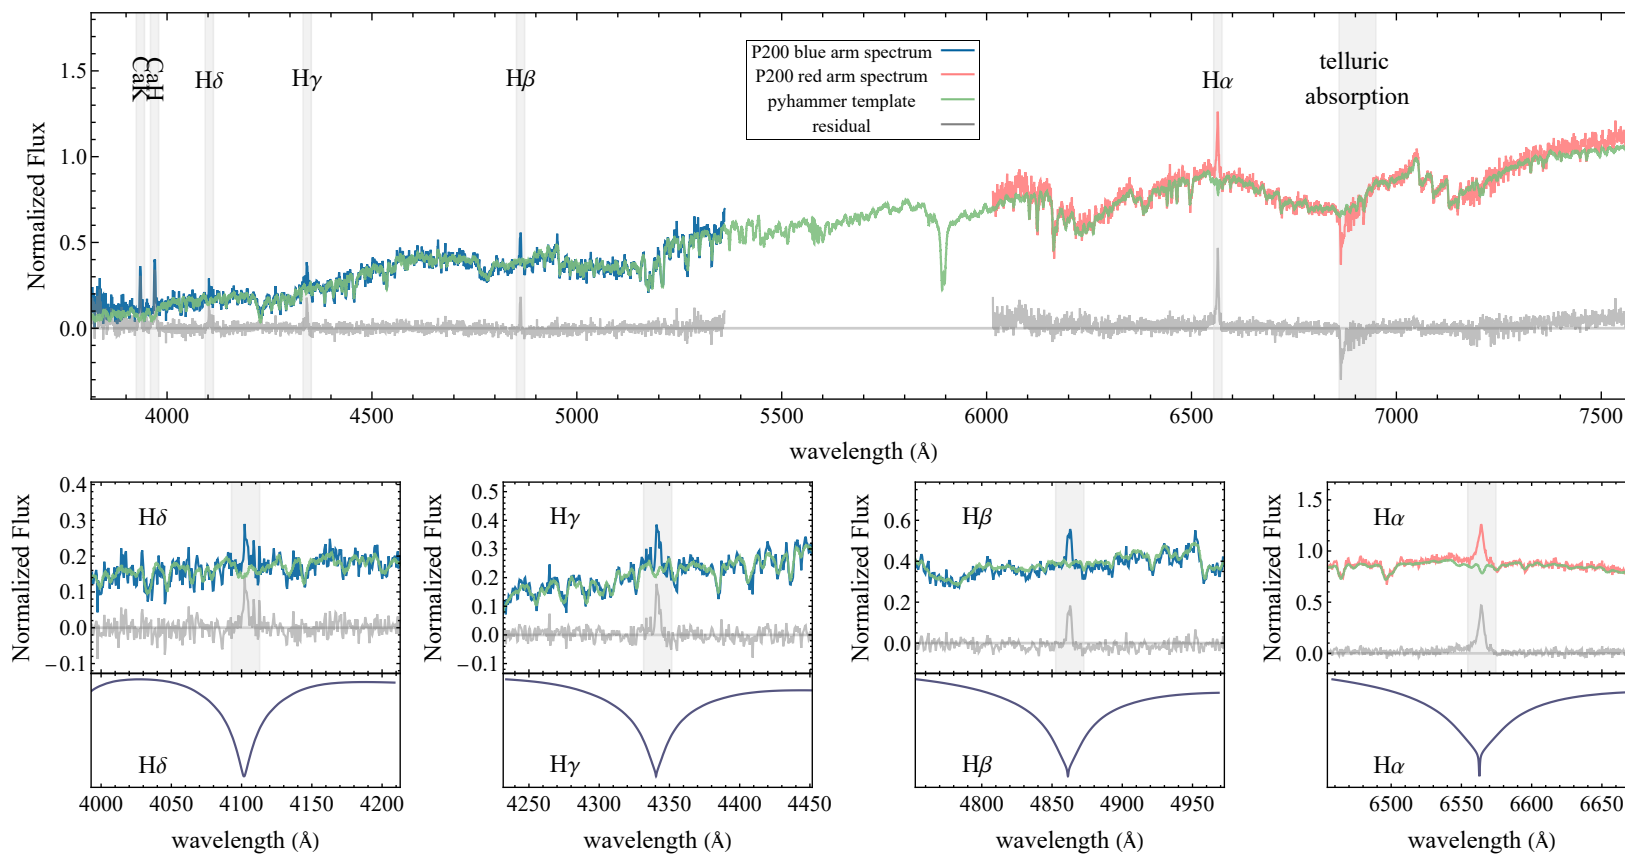 CaK
CaH
Hδ
Hγ
Hβ
Hα
telluric
absorption
P200 blue arm spectrum
P200 red arm spectrum
pyhammer template
residual
Normalized Flux
1.5
1.0
0.5
0.0
4000 4500 5000 5500 6000 6500 7000 7500
wavelength (Å)
Normalized Flux
0.4
0.3
0.2
0.1
0.0
−0.1
Hδ
Hδ
4000 4050 4100 4150 4200
wavelength (Å)
Normalized Flux
0.5
0.4
0.3
0.2
0.1
0.0
−0.1
Hγ
Hγ
4250 4300 4350 4400 4450
wavelength (Å)
Normalized Flux
0.6
0.4
0.2
0.0
Hβ
Hβ
4800 4850 4900 4950
wavelength (Å)
Normalized Flux
1.5
1.0
0.5
0.0
Hα
Hα
6500 6550 6600 6650
wavelength (Å)